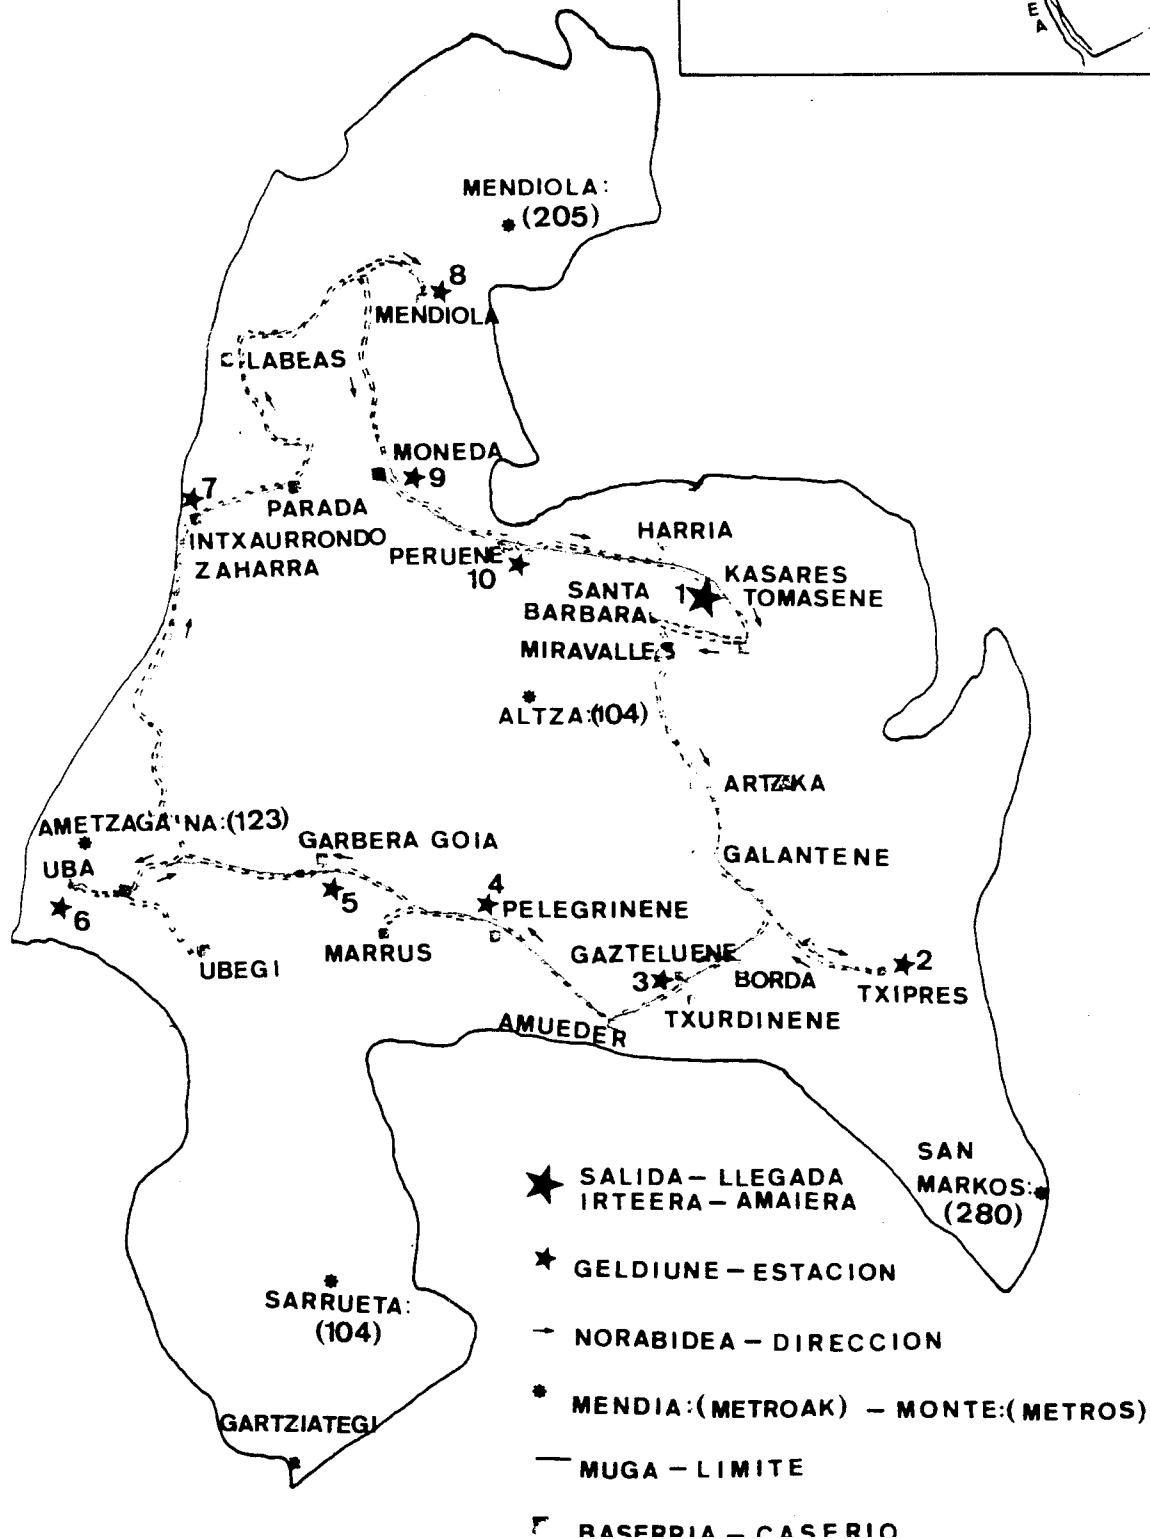 E
A
MENDIOLA:
(205)
8
MENDIOLA
LABEAS
MONEDA
9
7
PARADA
INTXAURRONDO
ZAHARRA
HARRIA
PERUENE
10
KASARES
TOMASENE
1
SANTA
BARBARA
MIRAVALLES
ALTZA:(104)
AMETZAGAINA:(123)
GARBERA GOIA
GALANTENE
UBA
6
5
4
PELEGRINENE
MARRUS
UBEGI
GAZTELUENE
3
BORDA
2
TXIPRES
TXURDINENE
AMUEDER
SAN
MARKOS:
(280)
SARRUETA:
(104)
GARTZIATEGI
SALIDA – LLEGADA
IRTEERA – AMAIERA
GELDIUNE – ESTACION
NORABIDEA – DIRECCION
MENDIA:(METROAK) – MONTE:(METROS)
MUGA – LIMITE
BASERRIA – CASERIO